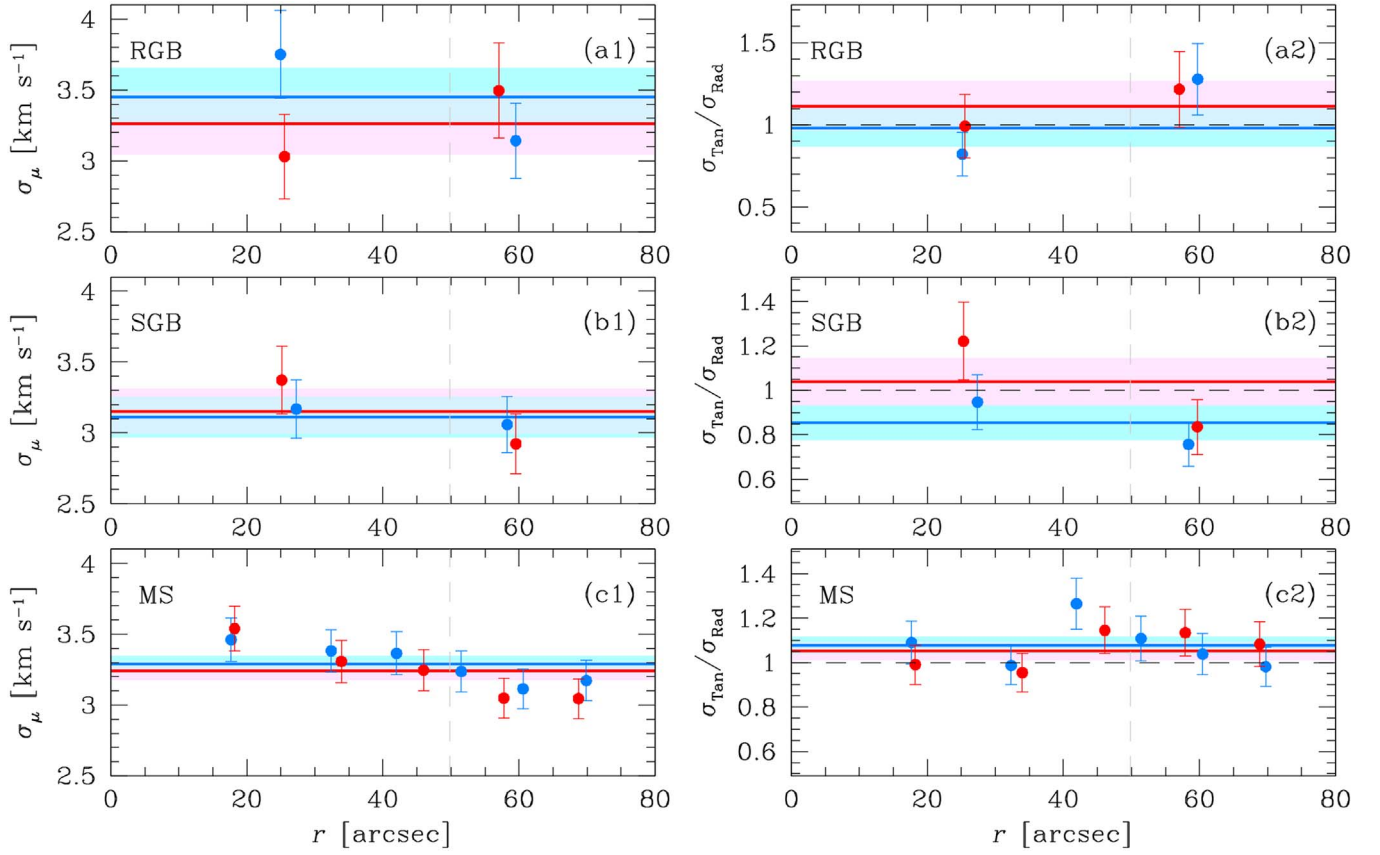 4
3.5
3
2.5
σμ [km s⁻¹]
RGB
(a1)
0 20 40 60 80
1.5
1
0.5
σTan/σRad
RGB
(a2)
0 20 40 60 80
4
3.5
3
2.5
σμ [km s⁻¹]
SGB
(b1)
0 20 40 60 80
1.4
1.2
1
0.8
0.6
σTan/σRad
SGB
(b2)
0 20 40 60 80
4
3.5
3
2.5
σμ [km s⁻¹]
MS
(c1)
0 20 40 60 80
r [arcsec]
1.4
1.2
1
0.8
0.6
σTan/σRad
MS
(c2)
0 20 40 60 80
r [arcsec]